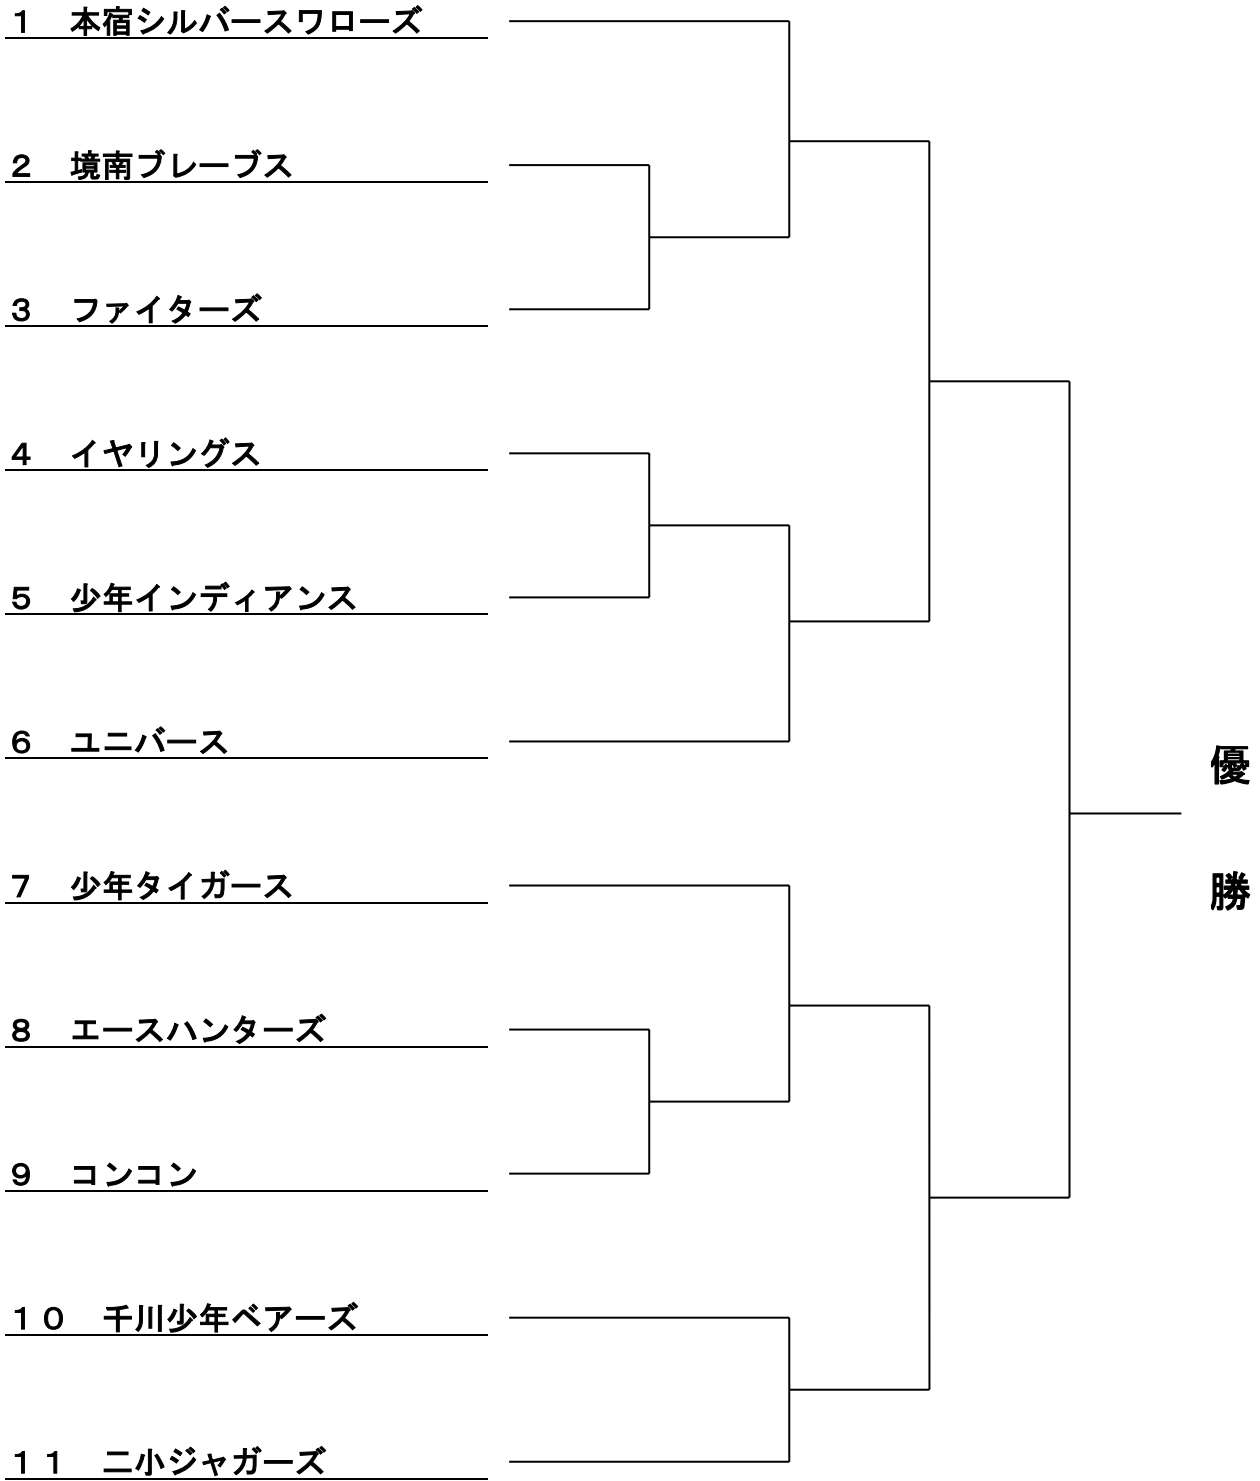 １　本宿シルバースワローズ
２　境南ブレーブス
３　ファイターズ
４　イヤリングス
５　少年インディアンス
６　ユニバース
７　少年タイガース
８　エースハンターズ
９　コンコン
１０　千川少年ベアーズ
１１　二小ジャガーズ
優
勝